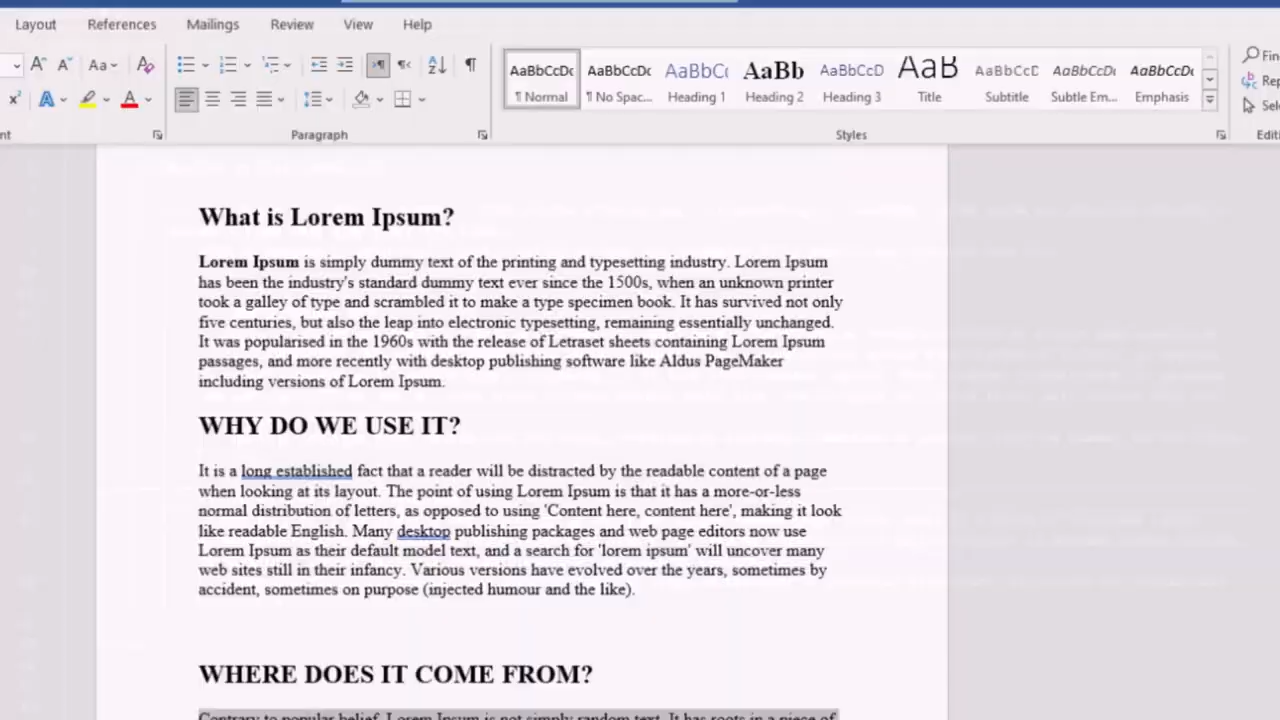 Layout References Mailings Review View Help
Aa
AaBbCcDc AaBbCcDc AaBbCc AaBb AaBbCcD AaB AaBbCcD AaBbCcDc AaBbCcDc
¶ Normal ¶ No Spac... Heading 1 Heading 2 Heading 3 Title Subtitle Subtle Em... Emphasis
Paragraph Styles
What is Lorem Ipsum?
Lorem Ipsum is simply dummy text of the printing and typesetting industry. Lorem Ipsum
has been the industry's standard dummy text ever since the 1500s, when an unknown printer
took a galley of type and scrambled it to make a type specimen book. It has survived not only
five centuries, but also the leap into electronic typesetting, remaining essentially unchanged.
It was popularised in the 1960s with the release of Letraset sheets containing Lorem Ipsum
passages, and more recently with desktop publishing software like Aldus PageMaker
including versions of Lorem Ipsum.
WHY DO WE USE IT?
It is a long established fact that a reader will be distracted by the readable content of a page
when looking at its layout. The point of using Lorem Ipsum is that it has a more-or-less
normal distribution of letters, as opposed to using 'Content here, content here', making it look
like readable English. Many desktop publishing packages and web page editors now use
Lorem Ipsum as their default model text, and a search for 'lorem ipsum' will uncover many
web sites still in their infancy. Various versions have evolved over the years, sometimes by
accident, sometimes on purpose (injected humour and the like).
WHERE DOES IT COME FROM?
Contrary to popular belief, Lorem Ipsum is not simply random text. It has roots in a piece of